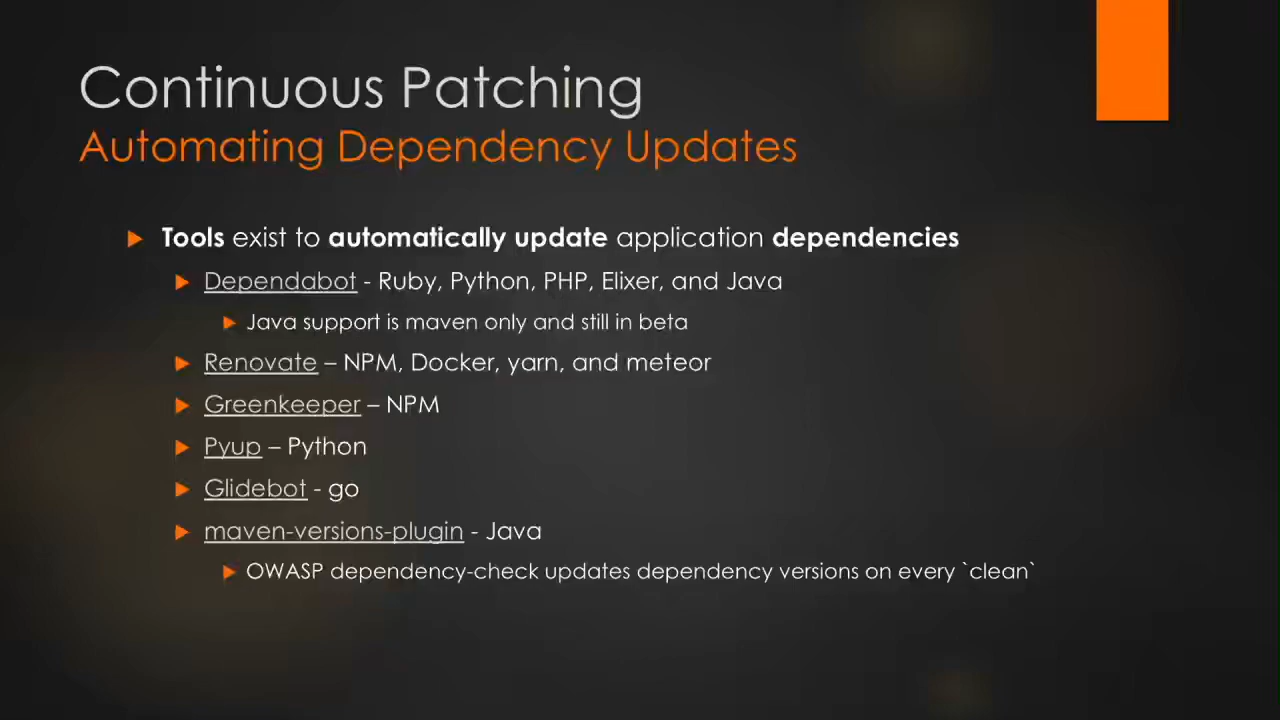 Continuous Patching
Automating Dependency Updates
Tools exist to automatically update application dependencies
Dependabot - Ruby, Python, PHP, Elixer, and Java
Java support is maven only and still in beta
Renovate – NPM, Docker, yarn, and meteor
Greenkeeper – NPM
Pyup – Python
Glidebot - go
maven-versions-plugin - Java
OWASP dependency-check updates dependency versions on every `clean`